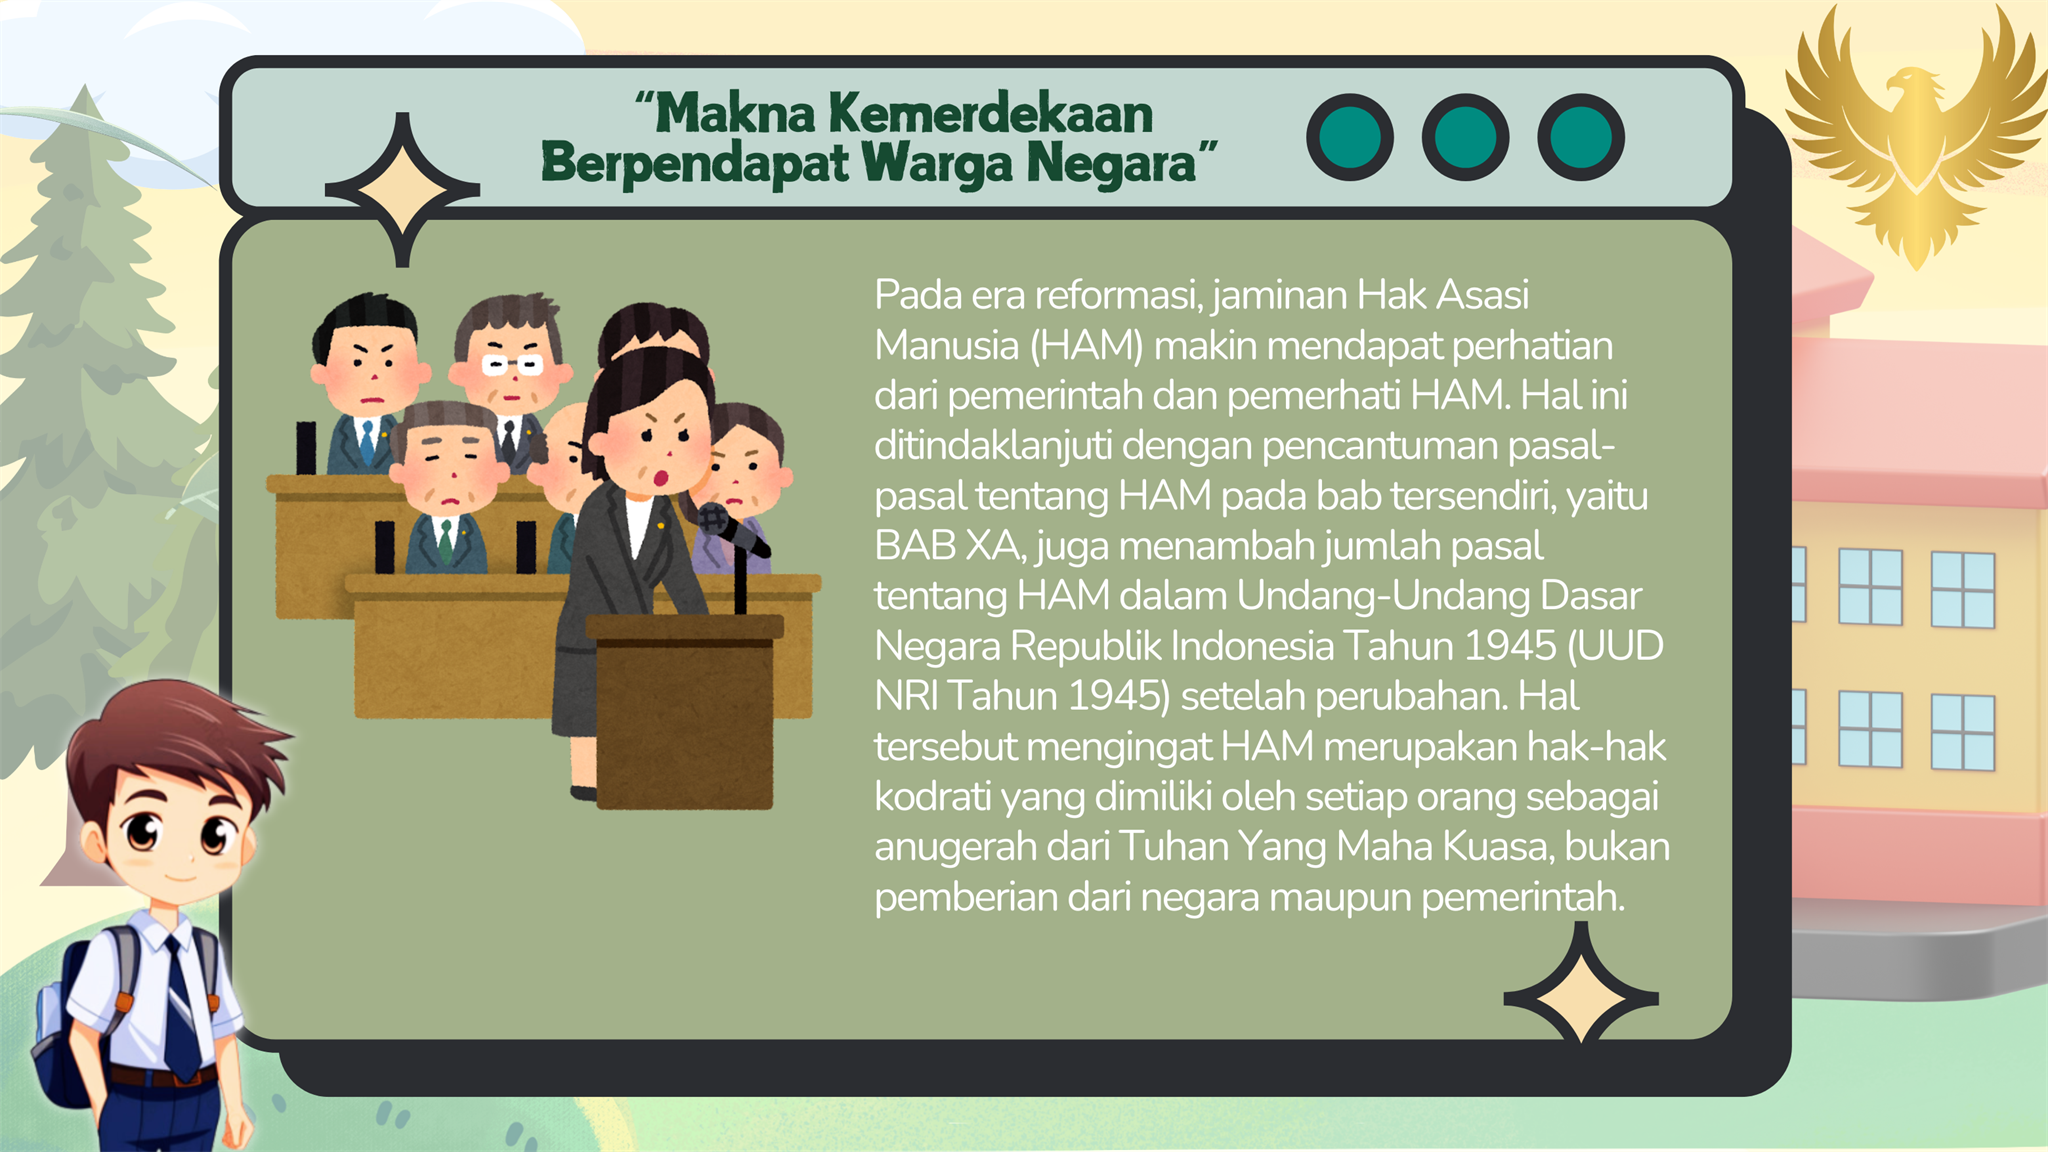 “Makna Kemerdekaan
Berpendapat Warga Negara”
Pada era reformasi, jaminan Hak Asasi
Manusia (HAM) makin mendapat perhatian
dari pemerintah dan pemerhati HAM. Hal ini
ditindaklanjuti dengan pencantuman pasal-
pasal tentang HAM pada bab tersendiri, yaitu
BAB XA, juga menambah jumlah pasal
tentang HAM dalam Undang-Undang Dasar
Negara Republik Indonesia Tahun 1945 (UUD
NRI Tahun 1945) setelah perubahan. Hal
tersebut mengingat HAM merupakan hak-hak
kodrati yang dimiliki oleh setiap orang sebagai
anugerah dari Tuhan Yang Maha Kuasa, bukan
pemberian dari negara maupun pemerintah.